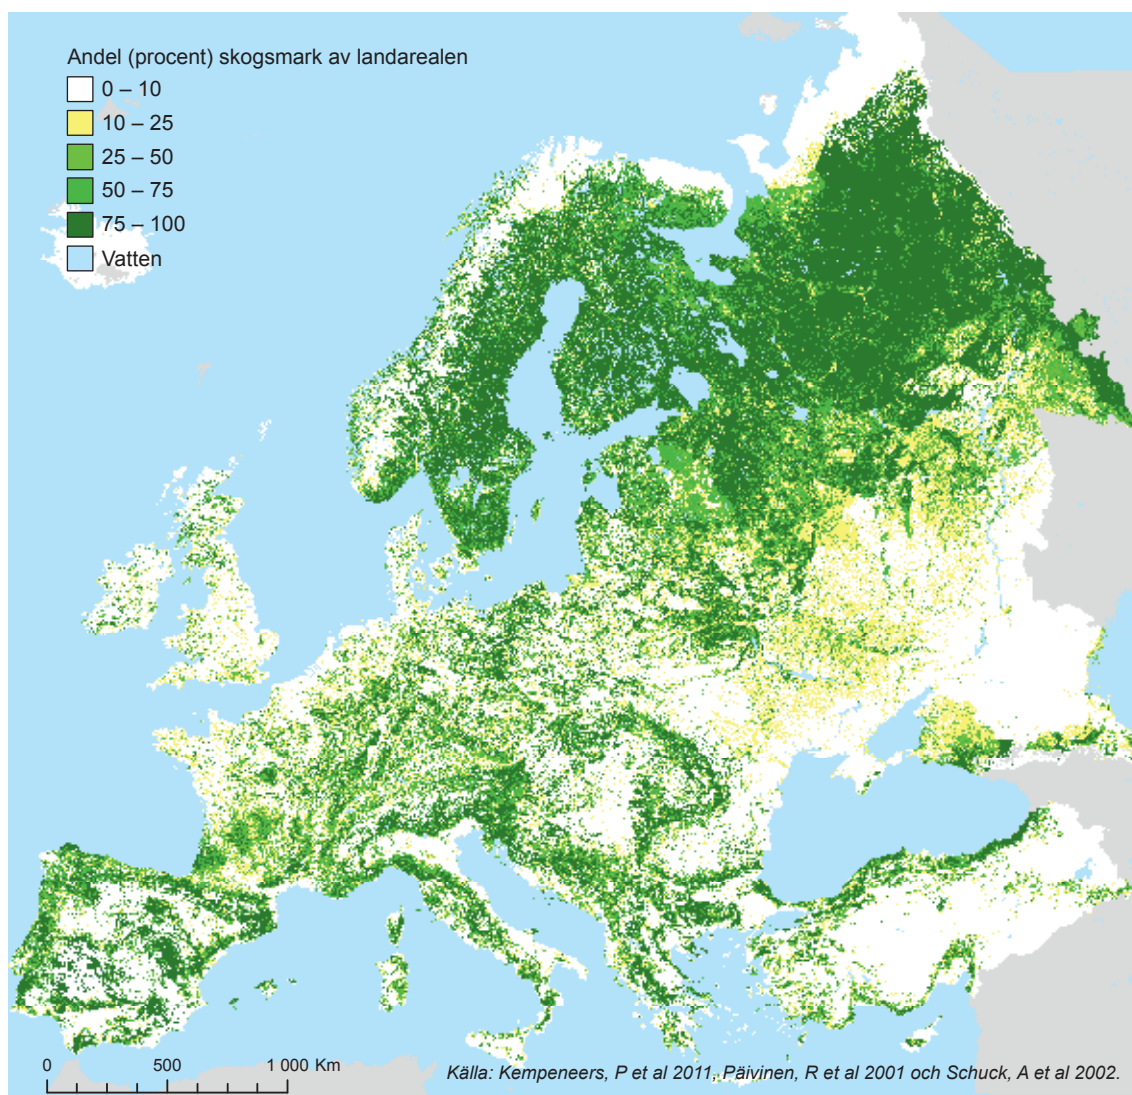 Andel (procent) skogsmark av landarealen
0 – 10
10 – 25
25 – 50
50 – 75
75 – 100
Vatten
0 500 1 000 Km
Källa: Kempeneers, P et al 2011, Päivinen, R et al 2001 och Schuck, A et al 2002.